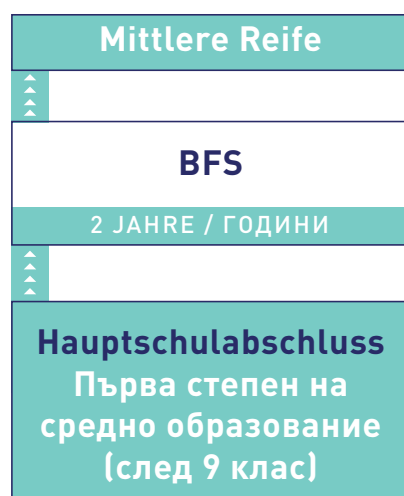 Mittlere Reife
BFS
2 JAHRE / ГОДИНИ
Hauptschulabschluss
Първа степен на
средно образование
(след 9 клас)